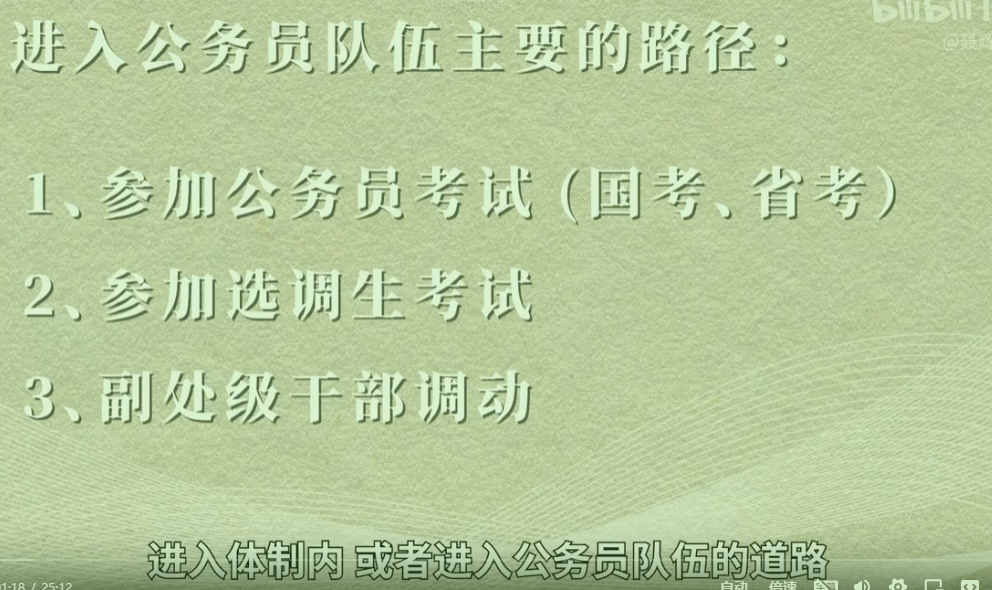 bilibili
进入公务员队伍主要的路径：
1、参加公务员考试（国考、省考）
2、参加选调生考试
3、副处级干部调动
进入体制内 或者进入公务员队伍的道路
1:18 / 25:12
自动 倍速